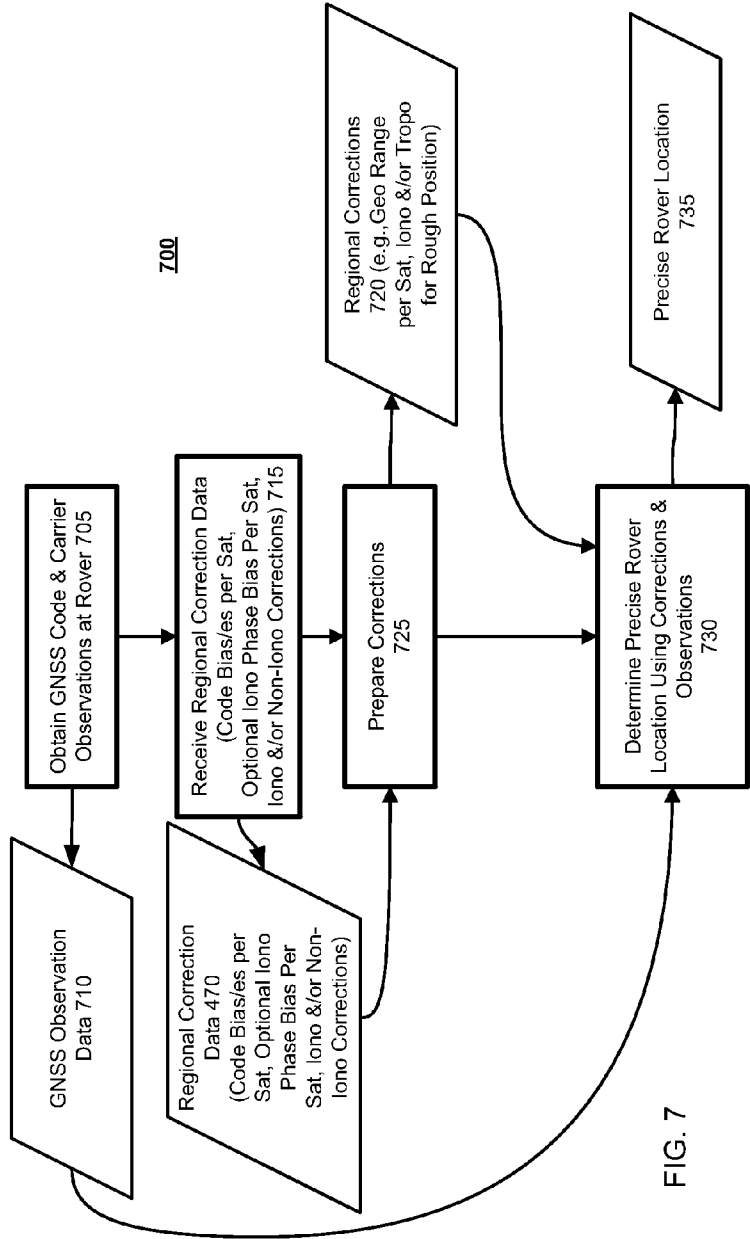 700
GNSS Observation
Data 710
Obtain GNSS Code & Carrier
Observations at Rover 705
Regional Correction
Data 470
(Code Bias/es per
Sat, Optional Iono
Phase Bias Per
Sat, Iono &/or Non-
Iono Corrections)
Receive Regional Correction Data
(Code Bias/es per Sat,
Optional Iono Phase Bias Per Sat,
Iono &/or Non-Iono Corrections) 715
Prepare Corrections
725
Regional Corrections
720 (e.g.,Geo Range
per Sat, Iono &/or Tropo
for Rough Position)
Determine Precise Rover
Location Using Corrections &
Observations
730
Precise Rover Location
735
FIG. 7